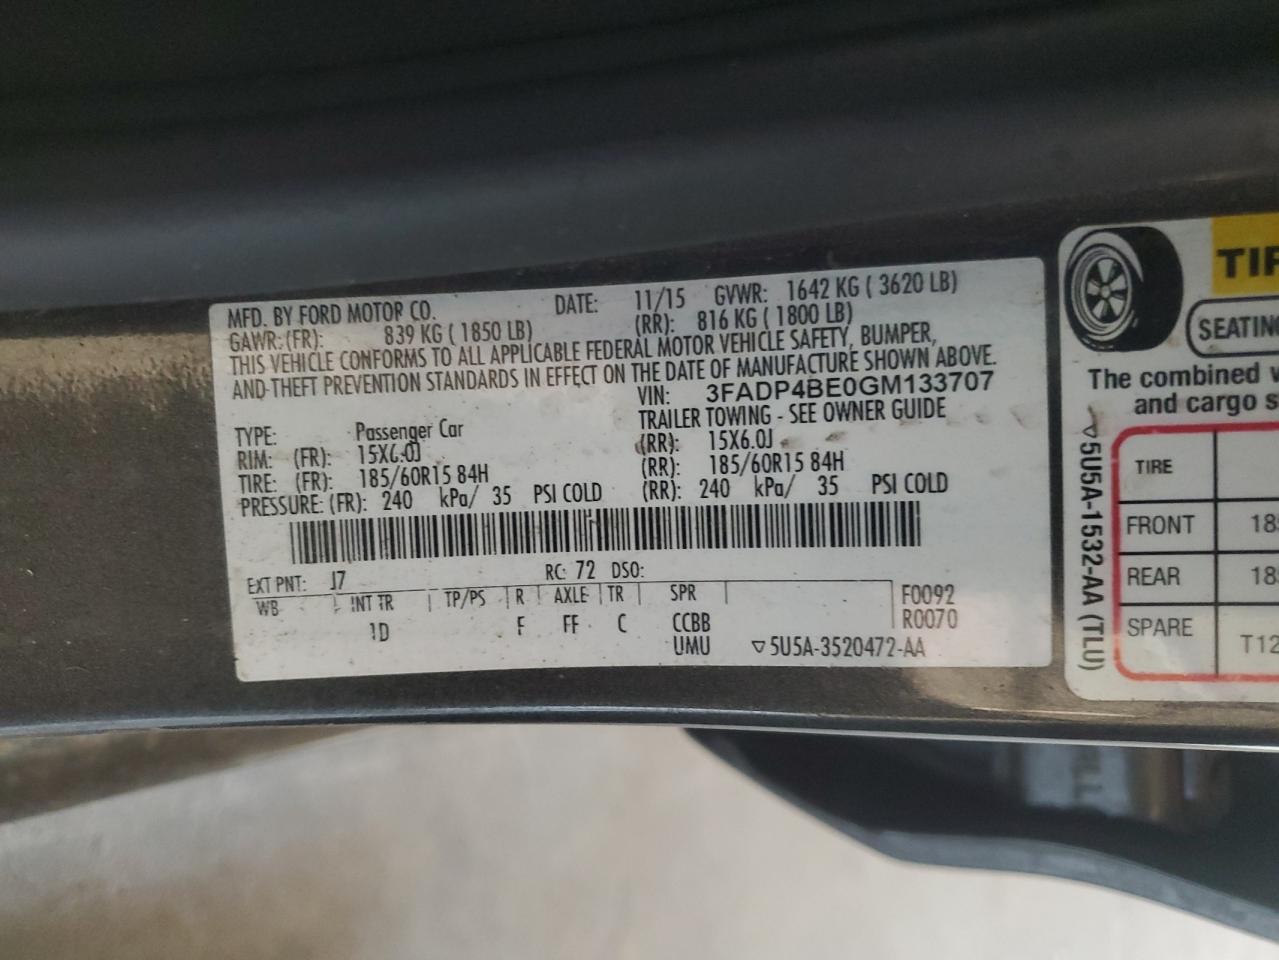 MFD. BY FORD MOTOR CO. DATE: 11/15 GVWR: 1642 KG ( 3620 LB)
GAWR:(FR): 839 KG ( 1850 LB) (RR): 816 KG ( 1800 LB)
THIS VEHICLE CONFORMS TO ALL APPLICABLE FEDERAL MOTOR VEHICLE SAFETY, BUMPER,
AND THEFT PREVENTION STANDARDS IN EFFECT ON THE DATE OF MANUFACTURE SHOWN ABOVE.
VIN: 3FADP4BE0GM133707
TYPE: Passenger Car TRAILER TOWING - SEE OWNER GUIDE
RIM: (FR): 15X6.0J (RR): 15X6.0J
TIRE: (FR): 185/60R15 84H (RR): 185/60R15 84H
PRESSURE: (FR): 240 kPa/ 35 PSI COLD (RR): 240 kPa/ 35 PSI COLD
EXT PNT: J7 RC: 72 DSO:
WB INT TR TP/PS R AXLE TR SPR F0092
1D F FF C CCBB R0070
UMU ▽5U5A-3520472-AA
TIR
SEATING
The combined w
and cargo s
▽5U5A-1532-AA (TLU)
TIRE
FRONT 18
REAR 18
SPARE T12